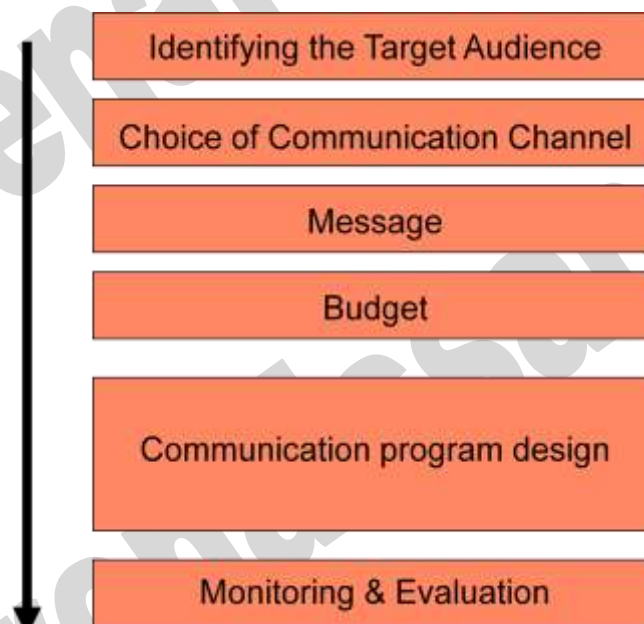 Identifying the Target Audience
Choice of Communication Channel
Message
Budget
Communication program design
Monitoring & Evaluation